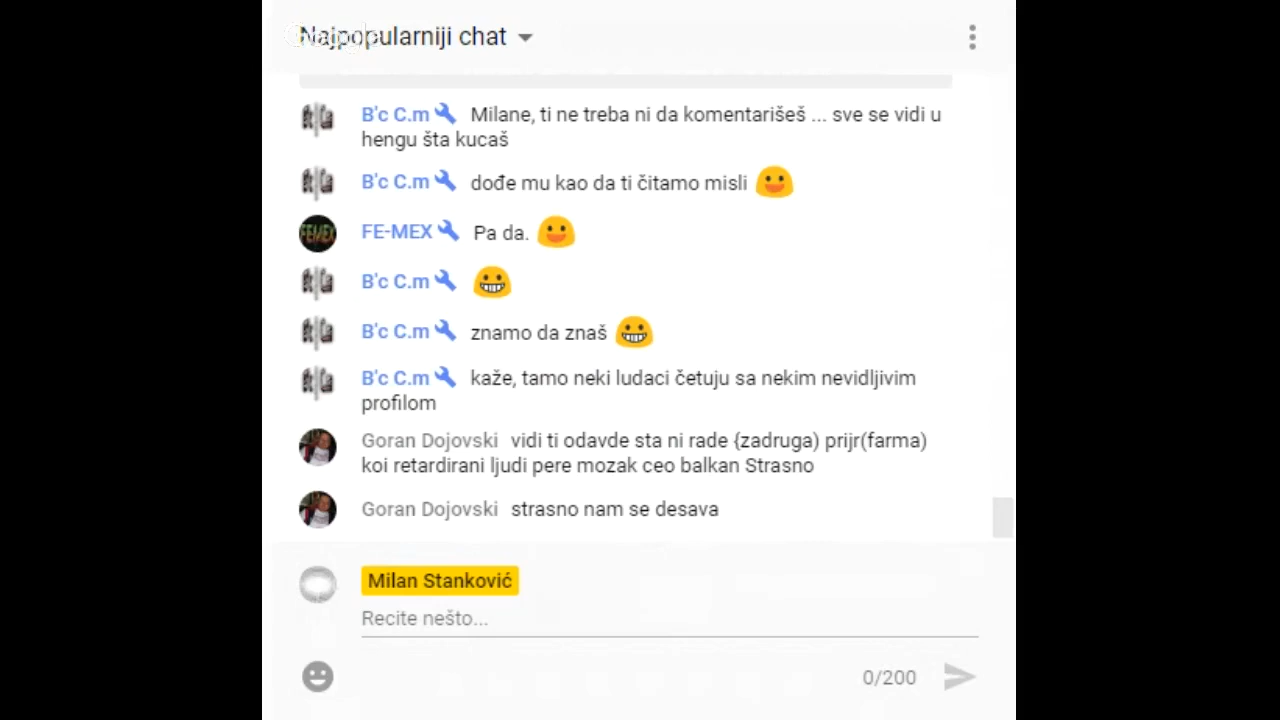 Najpopularniji chat
B'c C.m Milane, ti ne treba ni da komentarišeš ... sve se vidi u
hengu šta kucaš
B'c C.m dođe mu kao da ti čitamo misli
FE-MEX Pa da.
B'c C.m
B'c C.m znamo da znaš
B'c C.m kaže, tamo neki ludaci četuju sa nekim nevidljivim
profilom
Goran Dojovski vidi ti odavde sta ni rade {zadruga) prijr(farma)
koi retardirani ljudi pere mozak ceo balkan Strasno
Goran Dojovski strasno nam se desava
Milan Stanković
Recite nešto...
0/200